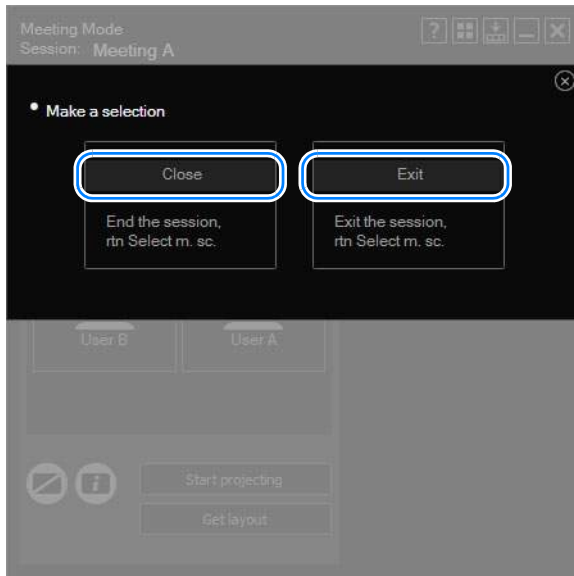 Meeting Mode
Session: Meeting A
Make a selection
Close
Exit
End the session,
rtn Select m. sc.
Exit the session,
rtn Select m. sc.
User B
User A
Start projecting
Get layout